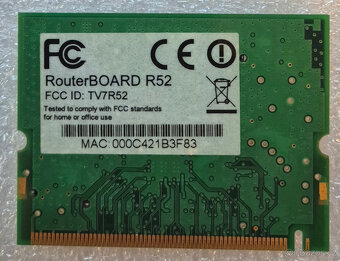 FC CE
RouterBOARD R52
FCC ID: TV7R52
Tested to comply with FCC standards
for home or office use
MAC: 000C421B3F83